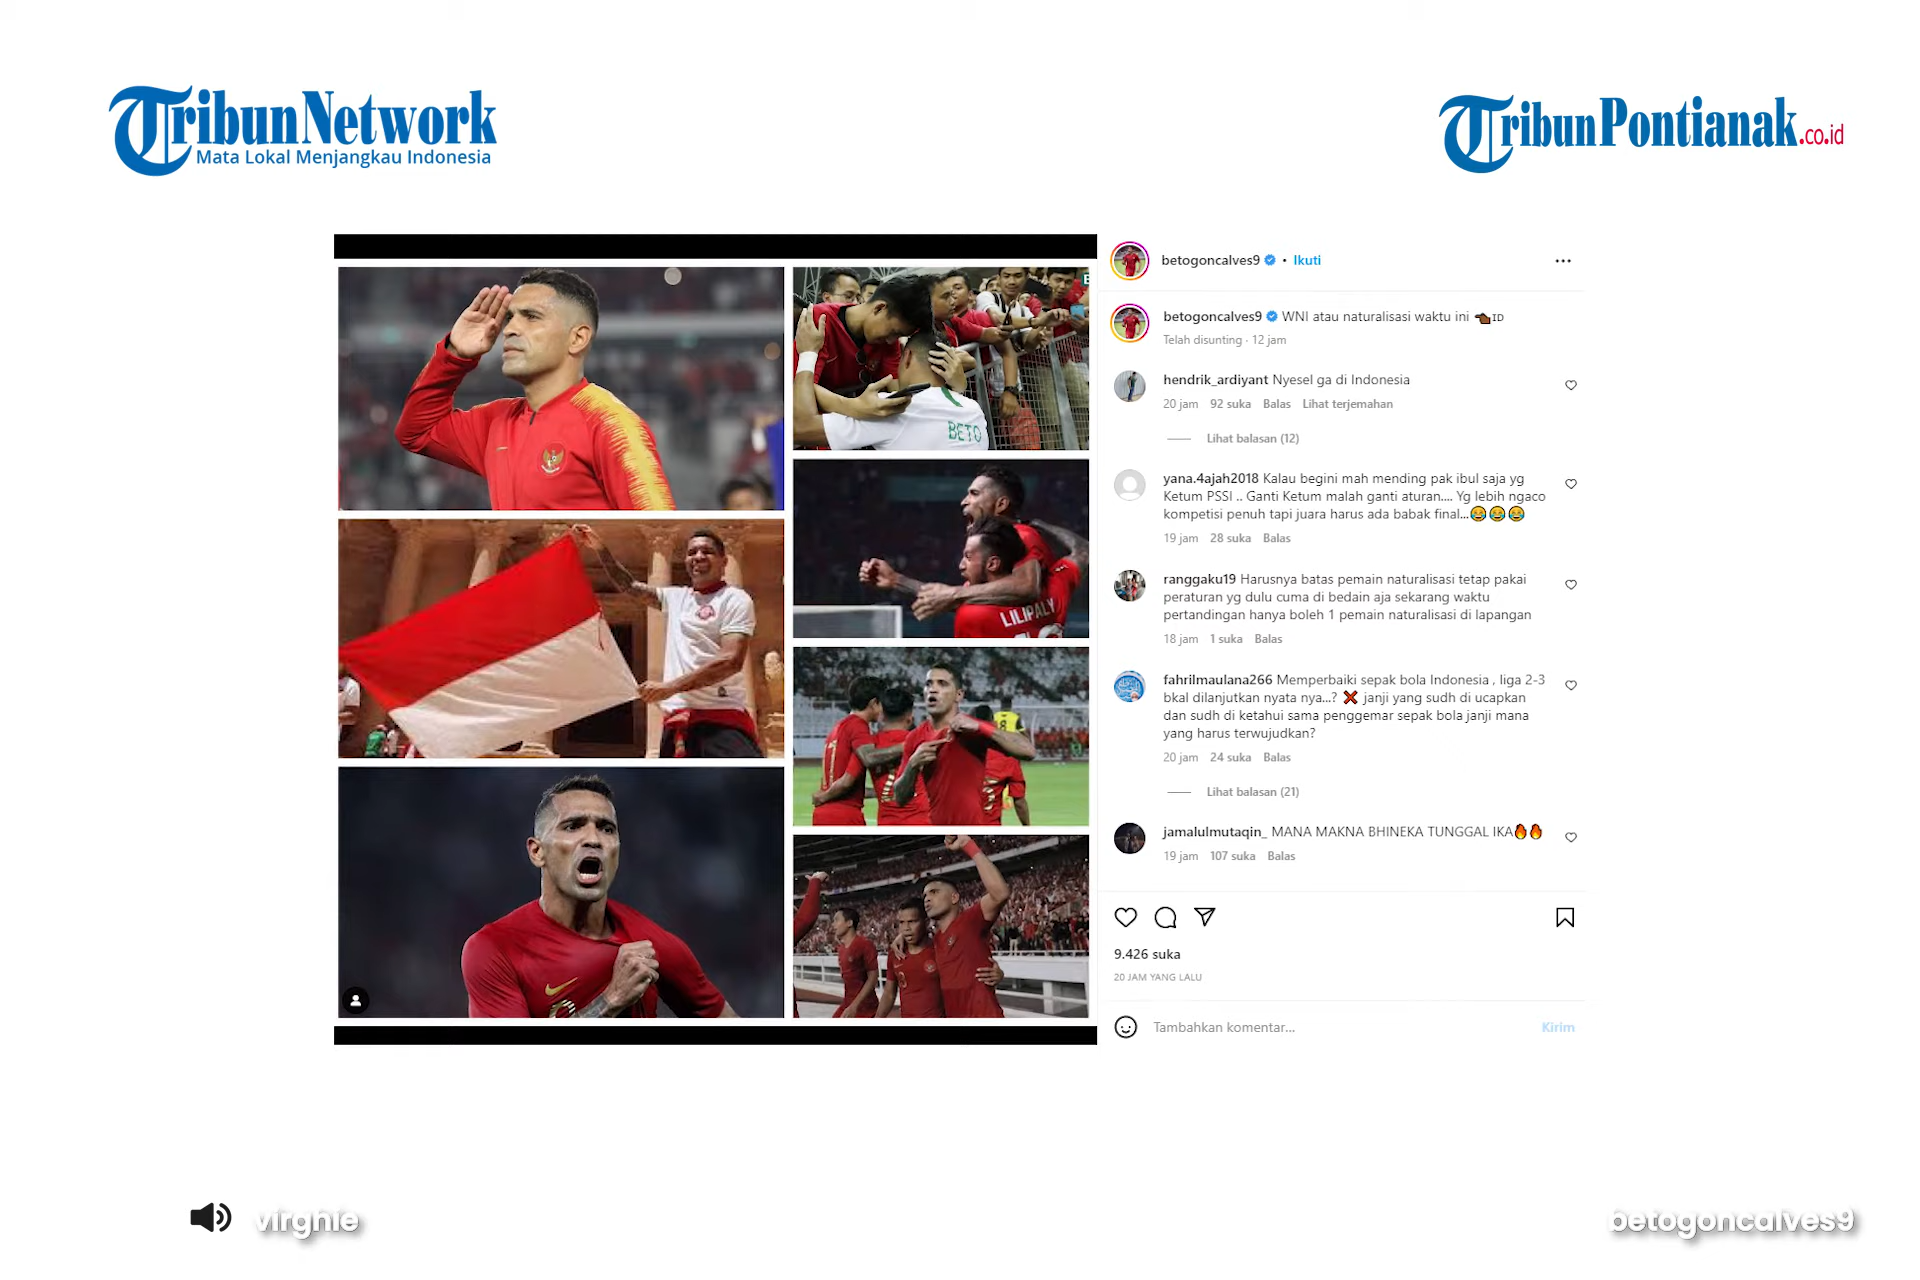 TribunNetwork
Mata Lokal Menjangkau Indonesia
TribunPontianak.co.id
BETO
LILIPALY
betogoncalves9 • Ikuti
betogoncalves9 WNI atau naturalisasi waktu ini 🇮🇩
Telah disunting · 12 jam
hendrik_ardiyant Nyesel ga di Indonesia
20 jam 92 suka Balas Lihat terjemahan
Lihat balasan (12)
yana.4ajah2018 Kalau begini mah mending pak ibul saja yg
Ketum PSSI .. Ganti Ketum malah ganti aturan.... Yg lebih ngaco
kompetisi penuh tapi juara harus ada babak final...😂😂😂
19 jam 28 suka Balas
ranggaku19 Harusnya batas pemain naturalisasi tetap pakai
peraturan yg dulu cuma di bedain aja sekarang waktu
pertandingan hanya boleh 1 pemain naturalisasi di lapangan
18 jam 1 suka Balas
fahrilmaulana266 Memperbaiki sepak bola Indonesia , liga 2-3
bkal dilanjutkan nyata nya...? ❌ janji yang sudh di ucapkan
dan sudh di ketahui sama penggemar sepak bola janji mana
yang harus terwujudkan?
20 jam 24 suka Balas
Lihat balasan (21)
jamalulmutaqin_ MANA MAKNA BHINEKA TUNGGAL IKA🔥🔥
19 jam 107 suka Balas
9.426 suka
20 JAM YANG LALU
Tambahkan komentar...
Kirim
virghie
betogoncalves9